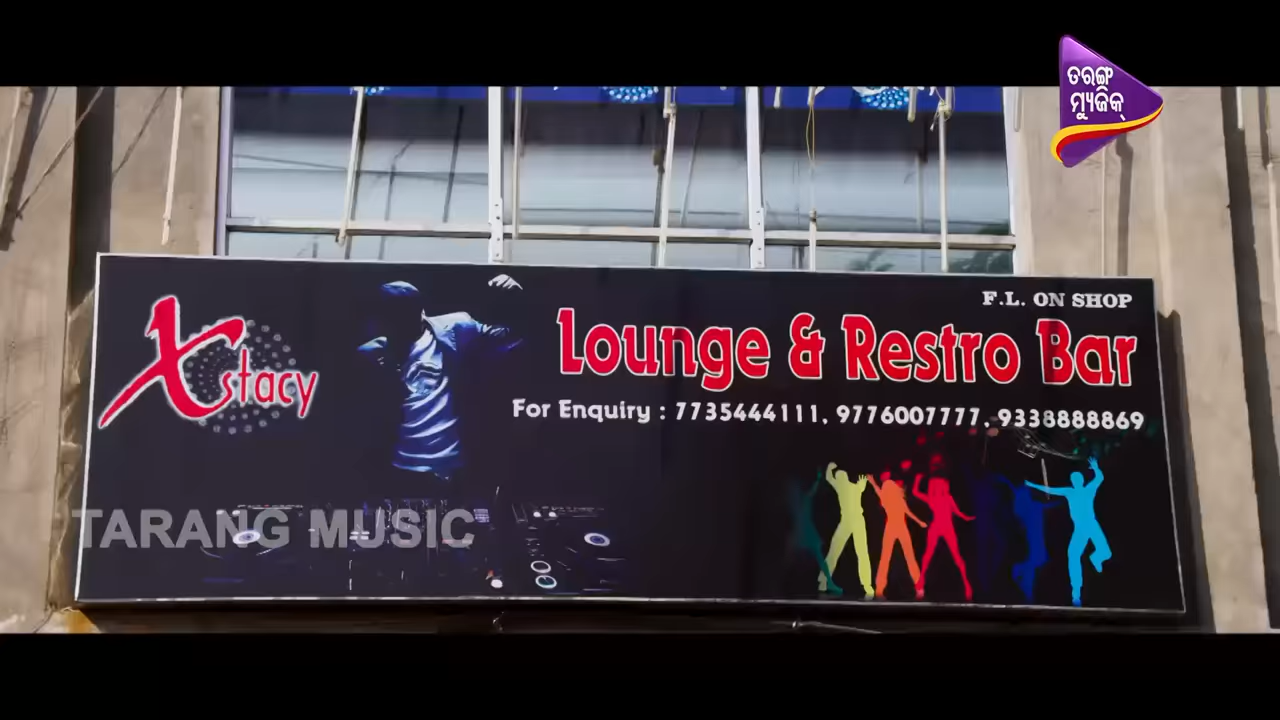 ତରଙ୍ଗ
ମ୍ୟୁଜିକ୍
F.L. ON SHOP
Xstacy
Lounge & Restro Bar
For Enquiry : 7735444111, 9776007777, 9338888869
TARANG MUSIC